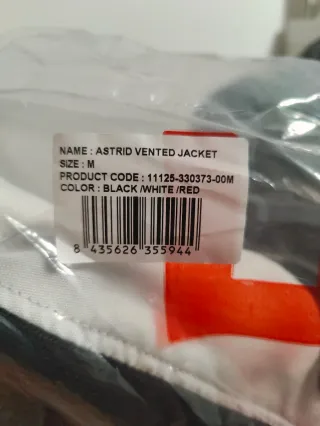 NAME : ASTRID VENTED JACKET
SIZE : M
PRODUCT CODE : 11125-330373-00M
COLOR : BLACK /WHITE /RED
8 435626 355944